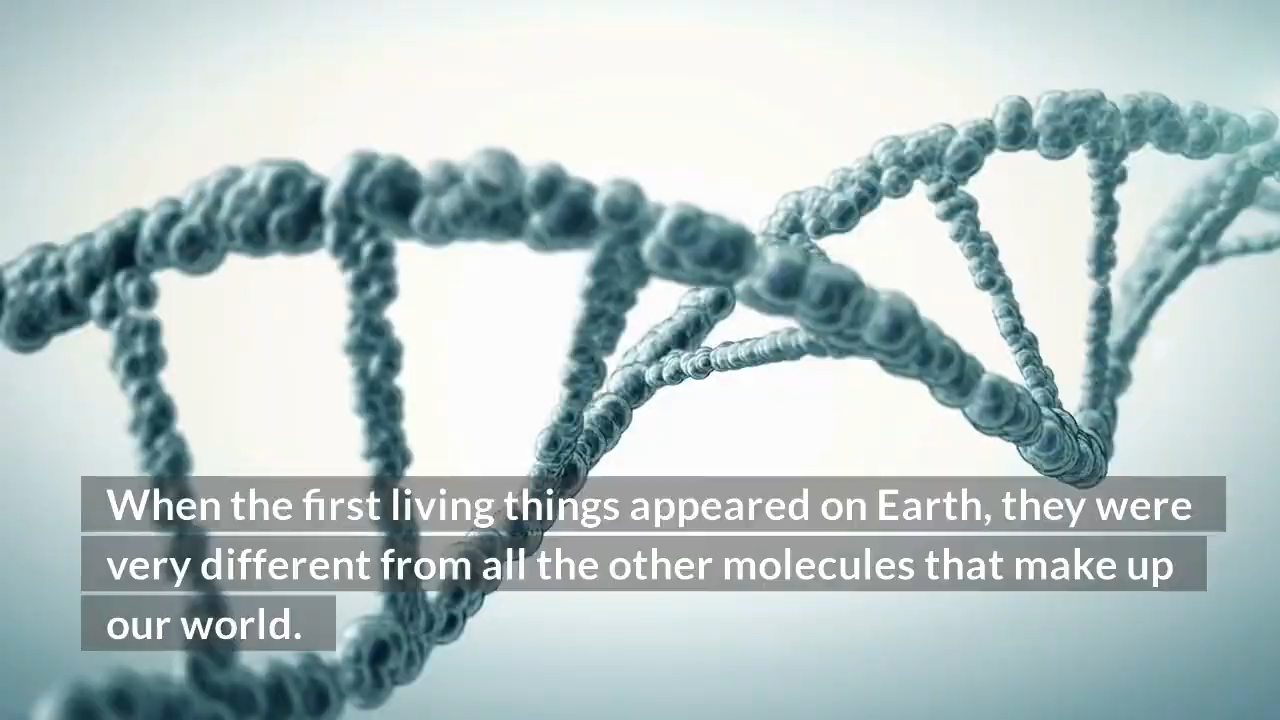 When the first living things appeared on Earth, they were
very different from all the other molecules that make up
our world.